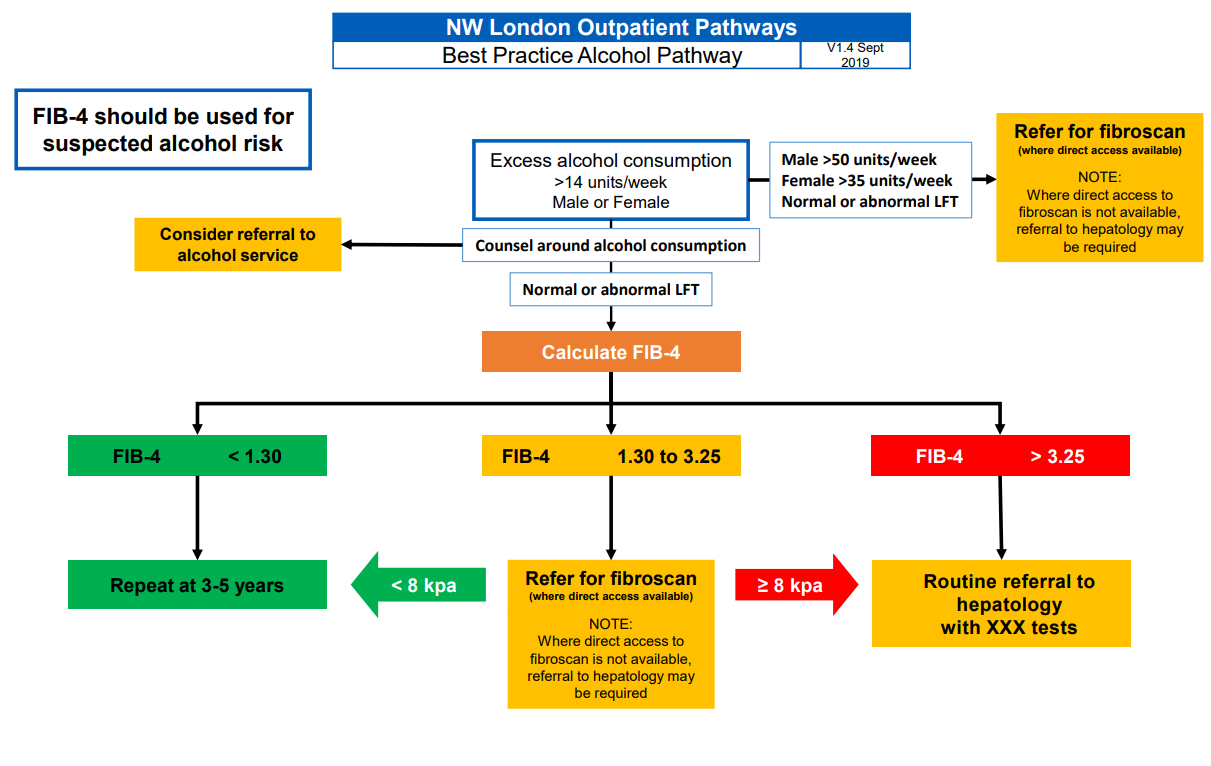 NW London Outpatient Pathways
Best Practice Alcohol Pathway
V1.4 Sept
2019
FIB-4 should be used for
suspected alcohol risk
Excess alcohol consumption
>14 units/week
Male or Female
Male >50 units/week
Female >35 units/week
Normal or abnormal LFT
Refer for fibroscan
(where direct access available)
NOTE:
Where direct access to
fibroscan is not available,
referral to hepatology may
be required
Consider referral to
alcohol service
Counsel around alcohol consumption
Normal or abnormal LFT
Calculate FIB-4
FIB-4 < 1.30
FIB-4 1.30 to 3.25
FIB-4 > 3.25
Repeat at 3-5 years
< 8 kpa
Refer for fibroscan
(where direct access available)
NOTE:
Where direct access to
fibroscan is not available,
referral to hepatology may
be required
≥ 8 kpa
Routine referral to
hepatology
with XXX tests